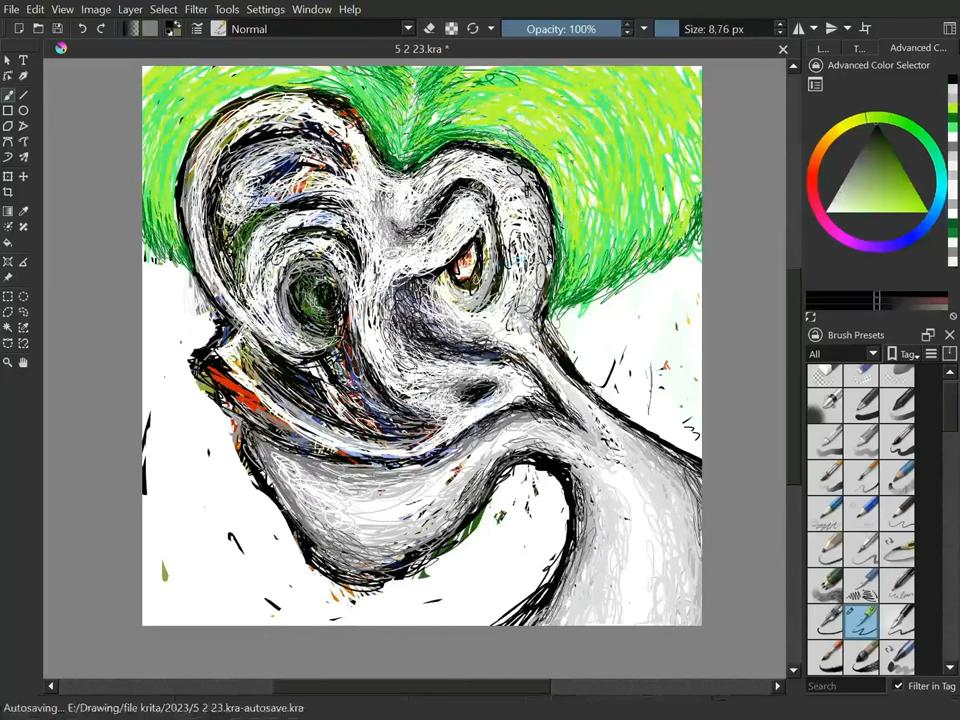 File Edit View Image Layer Select Filter Tools Settings Window Help
Normal
Opacity: 100%
Size: 8,76 px
5 2 23.kra *
L... T... Advanced C...
Advanced Color Selector
Brush Presets
All
Tag
Search
Filter in Tag
Autosaving... E:/Drawing/file krita/2023/5 2 23.kra-autosave.kra